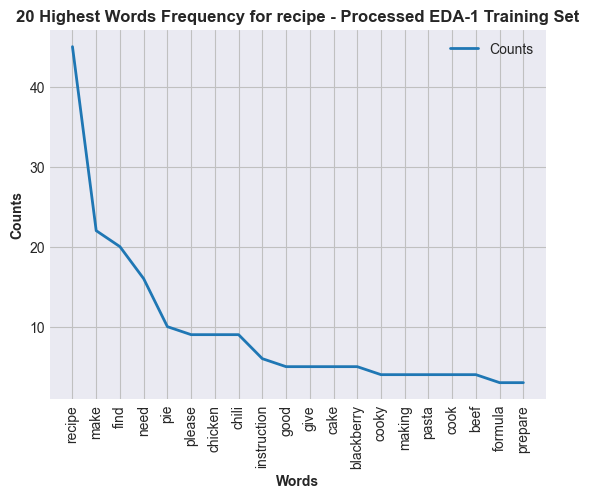 20 Highest Words Frequency for recipe - Processed EDA-1 Training Set
Counts
40
30
20
10
Counts
recipe
make
find
need
pie
please
chicken
chili
instruction
good
give
cake
blackberry
cooky
making
pasta
cook
beef
formula
prepare
Words